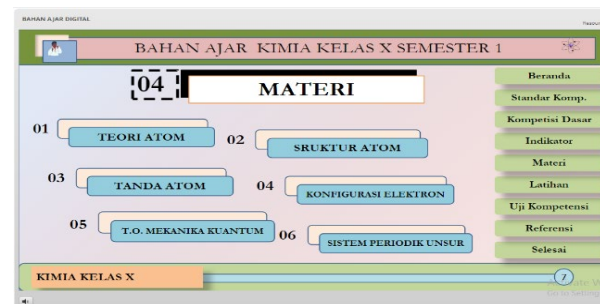 BAHAN AJAR DIGITAL
BAHAN AJAR KIMIA KELAS X SEMESTER 1
04
MATERI
01
TEORI ATOM
02
SRUKTUR ATOM
03
TANDA ATOM
04
KONFIGURASI ELEKTRON
05
T.O. MEKANIKA KUANTUM
06
SISTEM PERIODIK UNSUR
Beranda
Standar Komp.
Kompetisi Dasar
Indikator
Materi
Latihan
Uji Kompetensi
Referensi
Selesai
KIMIA KELAS X
7